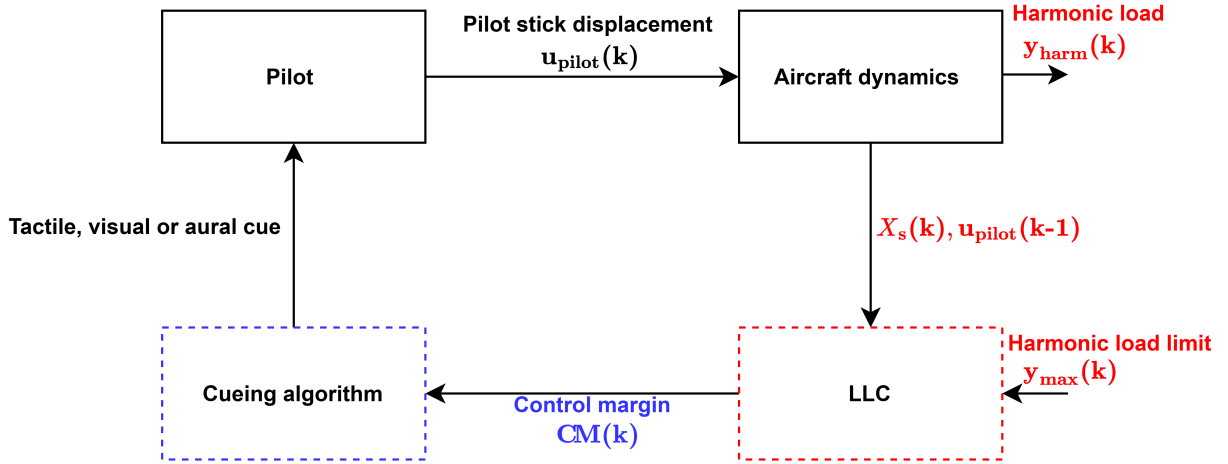 Pilot
Pilot stick displacement
u_pilot(k)
Aircraft dynamics
Harmonic load
y_harm(k)
Tactile, visual or aural cue
X_s(k), u_pilot(k-1)
Cueing algorithm
Control margin
CM(k)
LLC
Harmonic load limit
y_max(k)